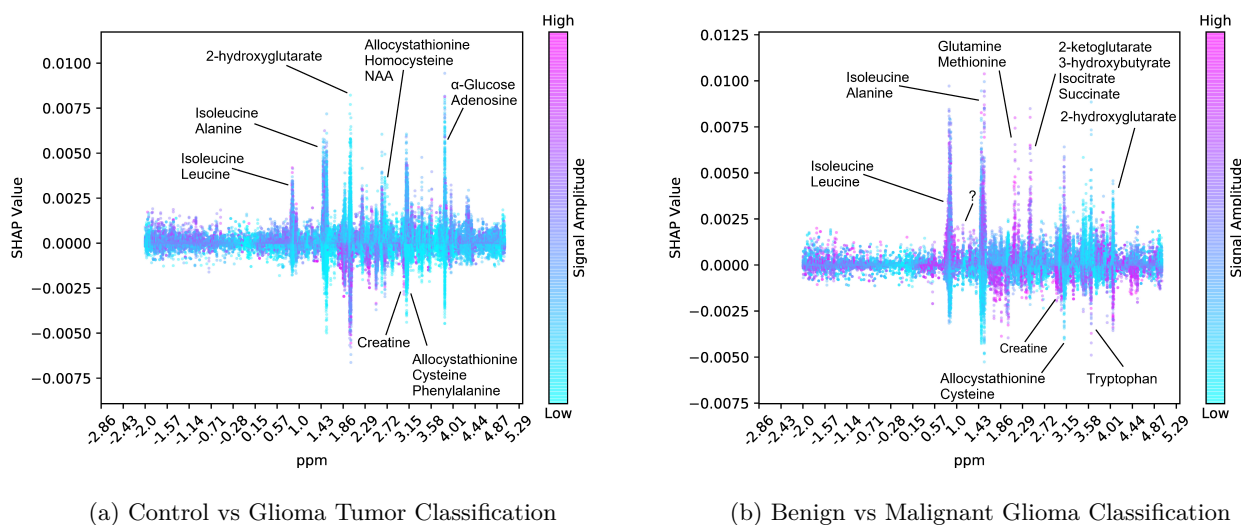 High
0.0100
0.0075
0.0050
0.0025
0.0000
−0.0025
−0.0050
−0.0075
SHAP Value
2-hydroxyglutarate
Allocystathionine
Homocysteine
NAA
α-Glucose
Adenosine
Isoleucine
Alanine
Isoleucine
Leucine
Creatine
Allocystathionine
Cysteine
Phenylalanine
Signal Amplitude
Low
-2.86
-2.43
-2.0
-1.57
-1.14
-0.71
-0.28
0.15
0.57
1.0
1.43
1.86
2.29
2.72
3.15
3.58
4.01
4.44
4.87
5.29
ppm
(a) Control vs Glioma Tumor Classification
High
0.0125
0.0100
0.0075
0.0050
0.0025
0.0000
−0.0025
−0.0050
−0.0075
SHAP Value
Glutamine
Methionine
2-ketoglutarate
3-hydroxybutyrate
Isocitrate
Succinate
2-hydroxyglutarate
Isoleucine
Alanine
Isoleucine
Leucine
?
Creatine
Allocystathionine
Cysteine
Tryptophan
Signal Amplitude
Low
-2.86
-2.43
-2.0
-1.57
-1.14
-0.71
-0.28
0.15
0.57
1.0
1.43
1.86
2.29
2.72
3.15
3.58
4.01
4.44
4.87
5.29
ppm
(b) Benign vs Malignant Glioma Classification